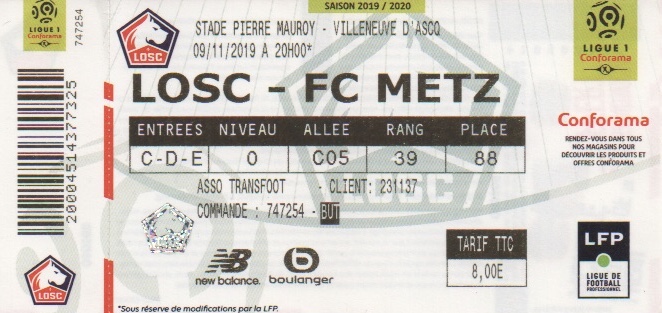 SAISON 2019 / 2020
STADE PIERRE MAUROY - VILLENEUVE D'ASCQ
09/11/2019 A 20H00*
LOSC
LIGUE 1
Conforama
LIGUE 1
Conforama
747254
2000451437 7325
LOSC - FC METZ
ENTREES NIVEAU ALLEE RANG PLACE
C-D-E 0 C05 39 88
ASSO TRANSFOOT - CLIENT: 231137
COMMANDE : 747254 - BUT
Conforama
RENDEZ-VOUS DANS TOUS
NOS MAGASINS POUR
DÉCOUVRIR LES PRODUITS ET
OFFRES CONFORAMA
LOSC
TARIF TTC
8,00E
LFP
LIGUE DE
FOOTBALL
PROFESSIONNEL
new balance.
boulanger
LOSC
*Sous réserve de modifications par la LFP.